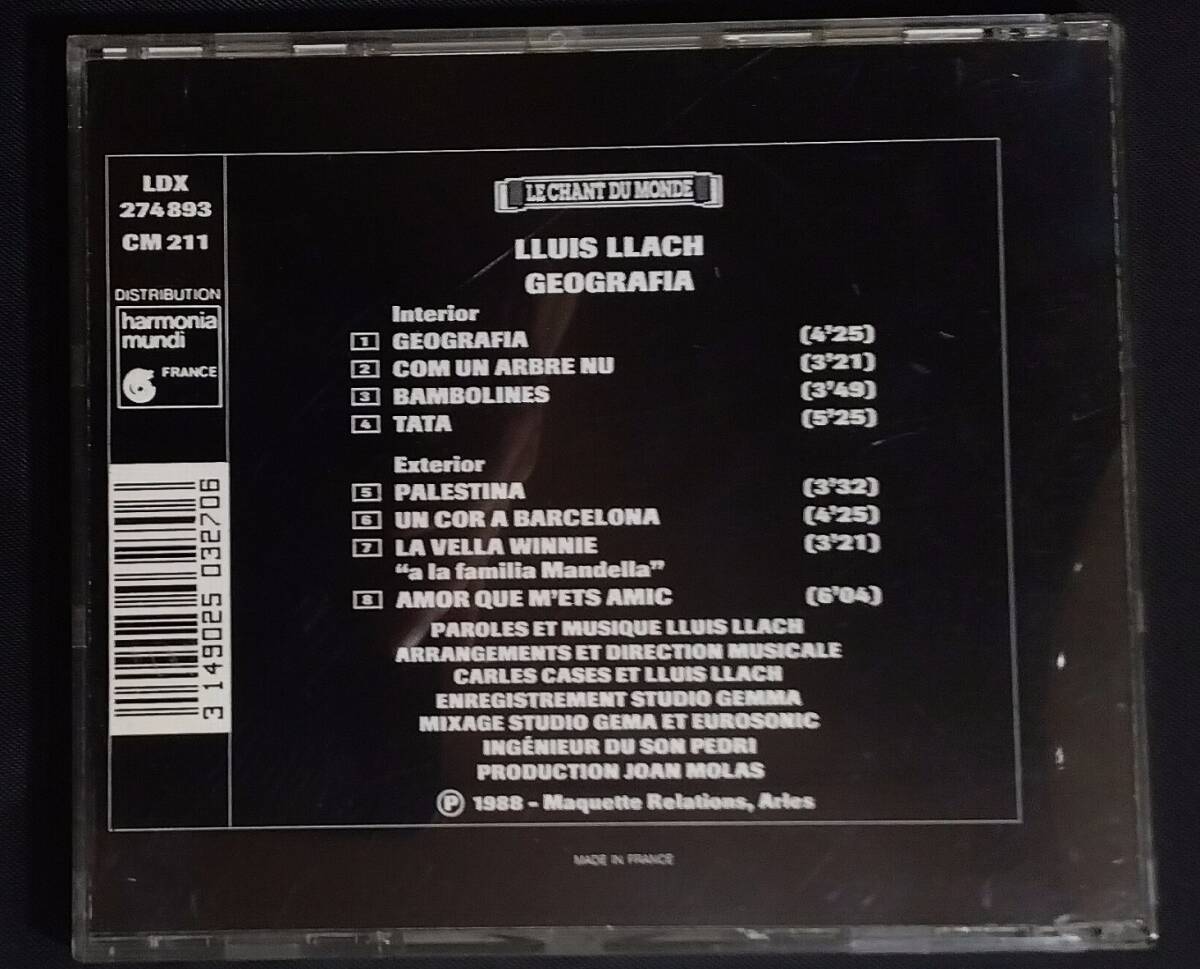 LDX
274893
CM 211
DISTRIBUTION
harmonia
mundi
FRANCE
3 149025 032706
LE CHANT DU MONDE
LLUIS LLACH
GEOGRAFIA
Interior
1 GEOGRAFIA (4'25)
2 COM UN ARBRE NU (3'21)
3 BAMBOLINES (3'49)
4 TATA (5'25)
Exterior
5 PALESTINA (3'32)
6 UN COR A BARCELONA (4'25)
7 LA VELLA WINNIE (3'21)
"a la familia Mandella"
8 AMOR QUE M'ETS AMIC (6'04)
PAROLES ET MUSIQUE LLUIS LLACH
ARRANGEMENTS ET DIRECTION MUSICALE
CARLES CASES ET LLUIS LLACH
ENREGISTREMENT STUDIO GEMMA
MIXAGE STUDIO GEMA ET EUROSONIC
INGÉNIEUR DU SON PEDRI
PRODUCTION JOAN MOLAS
Ⓟ 1988 - Maquette Relations, Arles
MADE IN FRANCE